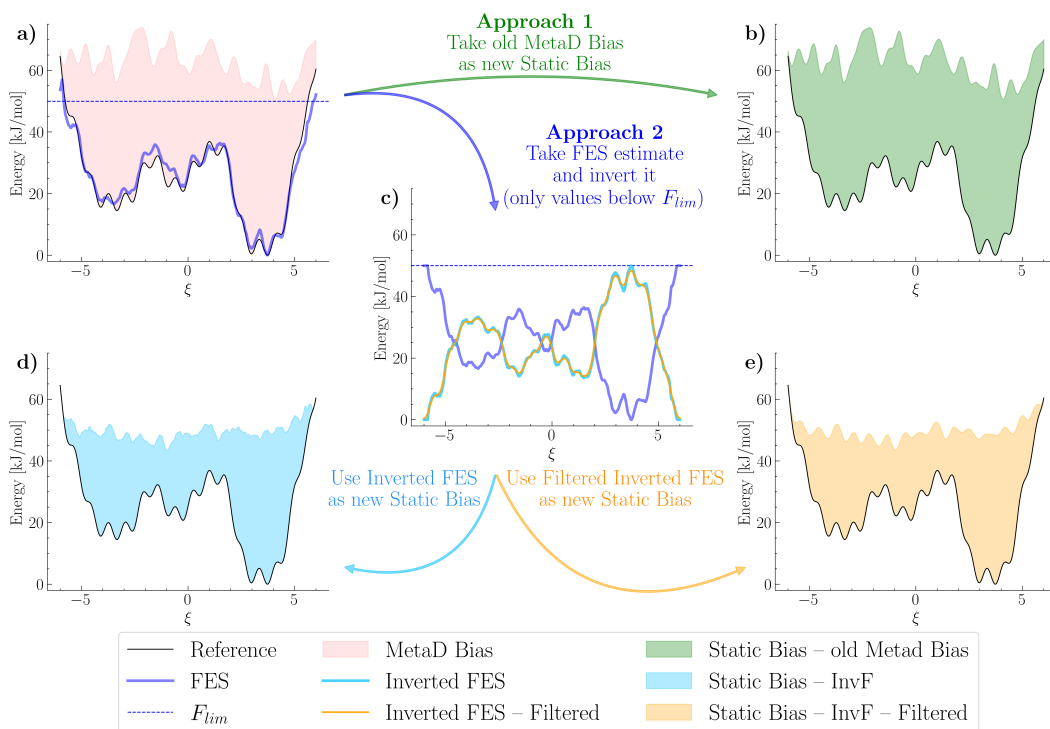 a)
Energy [kJ/mol]
60
40
20
0
−5
0
5
ξ
Approach 1
Take old MetaD Bias
as new Static Bias
b)
Energy [kJ/mol]
60
40
20
0
−5
0
5
ξ
Approach 2
Take FES estimate
and invert it
(only values below F_lim)
c)
Energy [kJ/mol]
60
40
20
0
−5
0
5
ξ
d)
Energy [kJ/mol]
60
40
20
0
−5
0
5
ξ
Use Inverted FES
as new Static Bias
Use Filtered Inverted FES
as new Static Bias
e)
Energy [kJ/mol]
60
40
20
0
−5
0
5
ξ
Reference
MetaD Bias
Static Bias – old Metad Bias
FES
Inverted FES
Static Bias – InvF
F_lim
Inverted FES – Filtered
Static Bias – InvF – Filtered